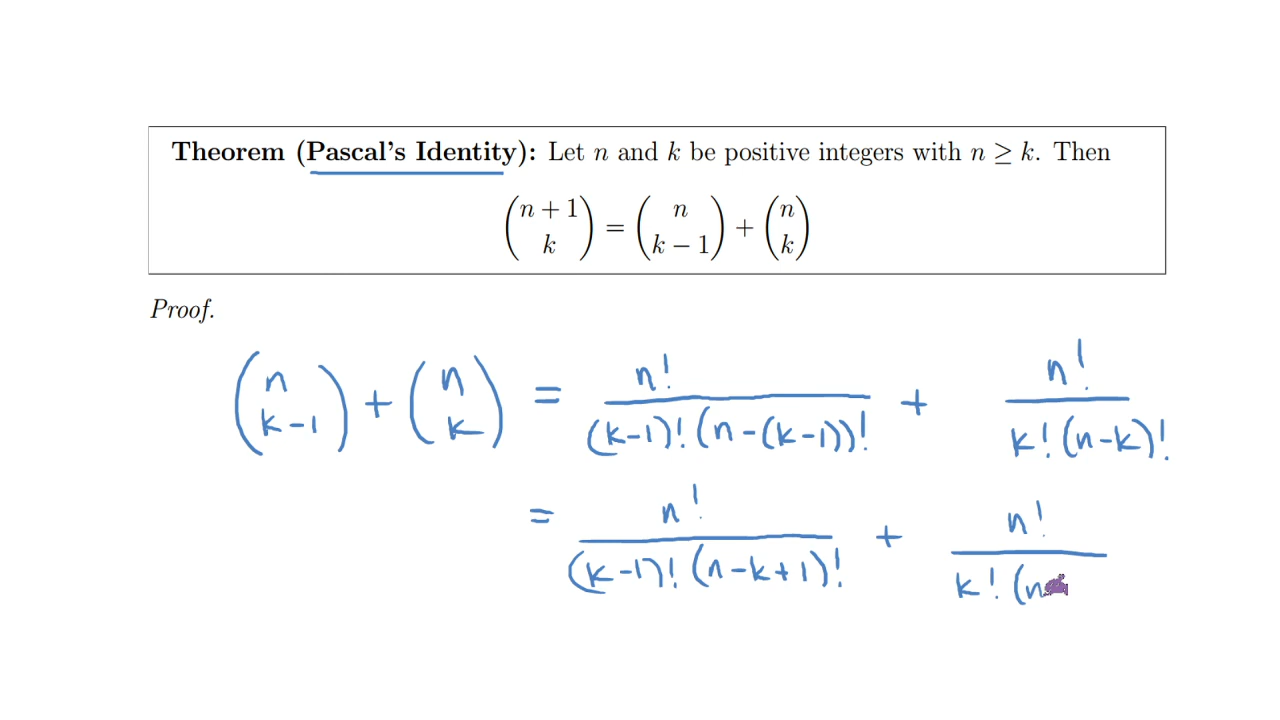 Theorem (Pascal's Identity): Let n and k be positive integers with n ≥ k. Then
(n + 1 choose k) = (n choose k − 1) + (n choose k)
Proof.
(n choose k-1) + (n choose k) = n! / ((k-1)! (n-(k-1))!) + n! / (k! (n-k)!)
= n! / ((k-1)! (n-k+1)!) + n! / (k! (n